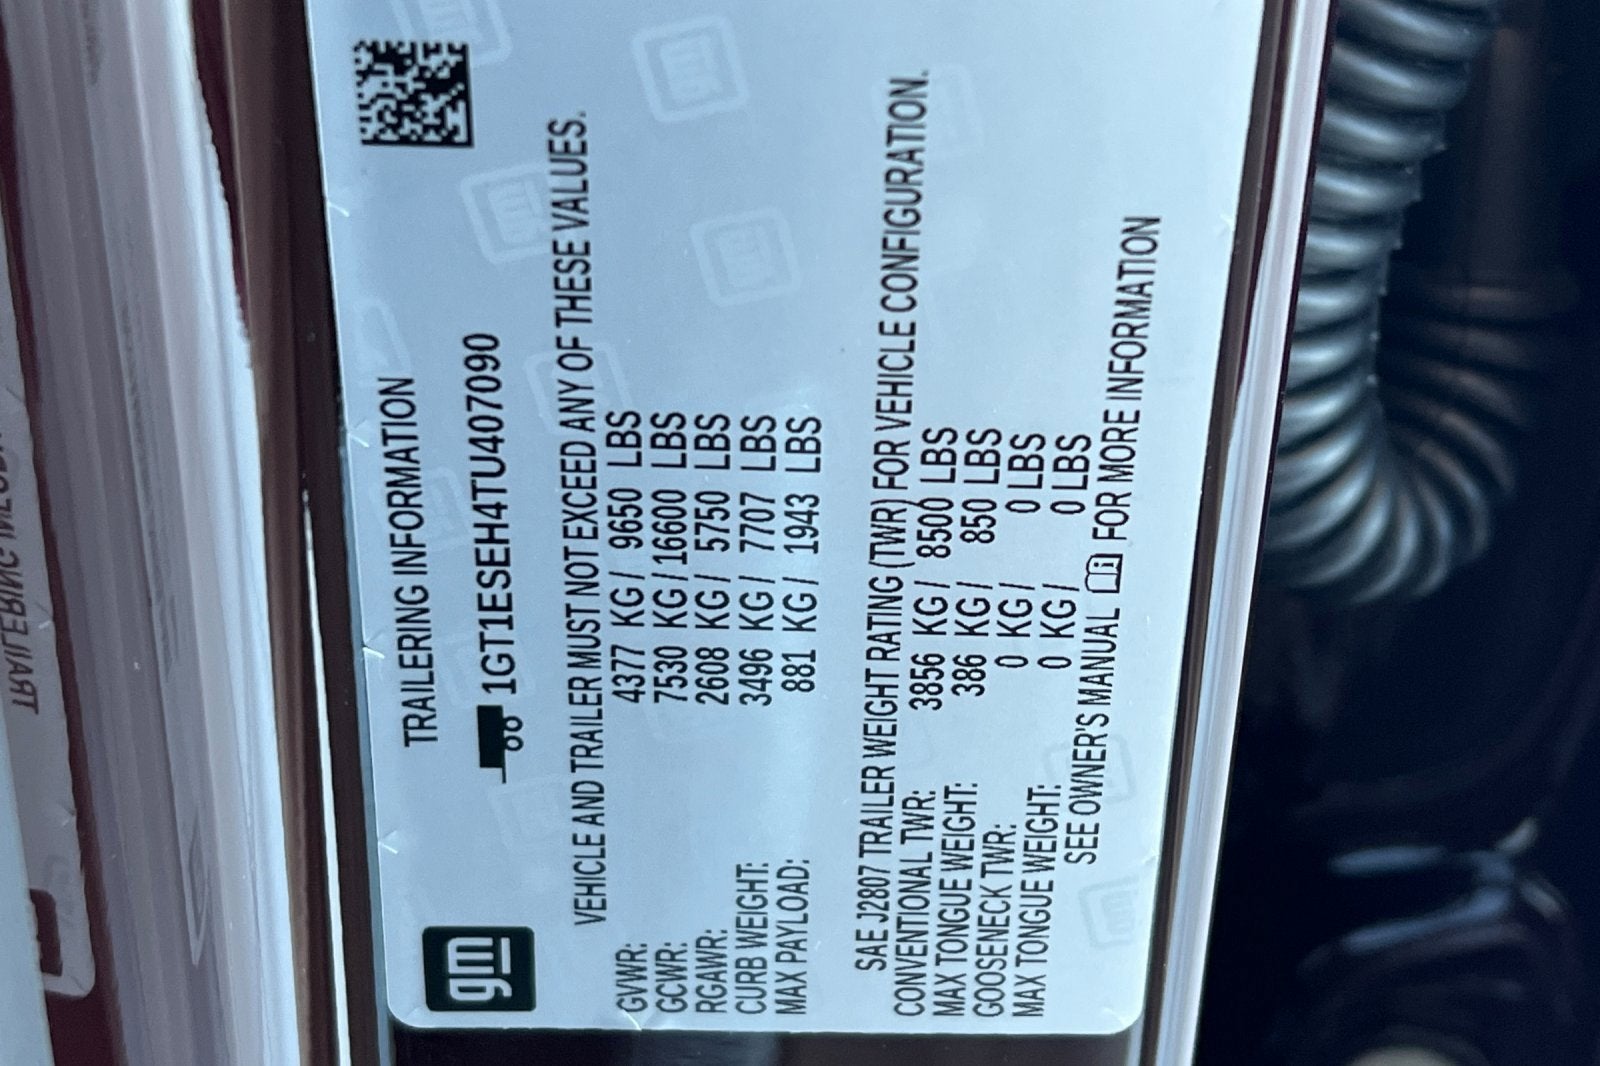 gm
TRAILERING INFORMATION
1GT1ESEH4TU407090
VEHICLE AND TRAILER MUST NOT EXCEED ANY OF THESE VALUES.
GVWR: 4377 KG / 9650 LBS
GCWR: 7530 KG / 16600 LBS
RGAWR: 2608 KG / 5750 LBS
CURB WEIGHT: 3496 KG / 7707 LBS
MAX PAYLOAD: 881 KG / 1943 LBS
SAE J2807 TRAILER WEIGHT RATING (TWR) FOR VEHICLE CONFIGURATION.
CONVENTIONAL TWR: 3856 KG / 8500 LBS
MAX TONGUE WEIGHT: 386 KG / 850 LBS
GOOSENECK TWR: 0 KG / 0 LBS
MAX TONGUE WEIGHT: 0 KG / 0 LBS
SEE OWNER'S MANUAL FOR MORE INFORMATION